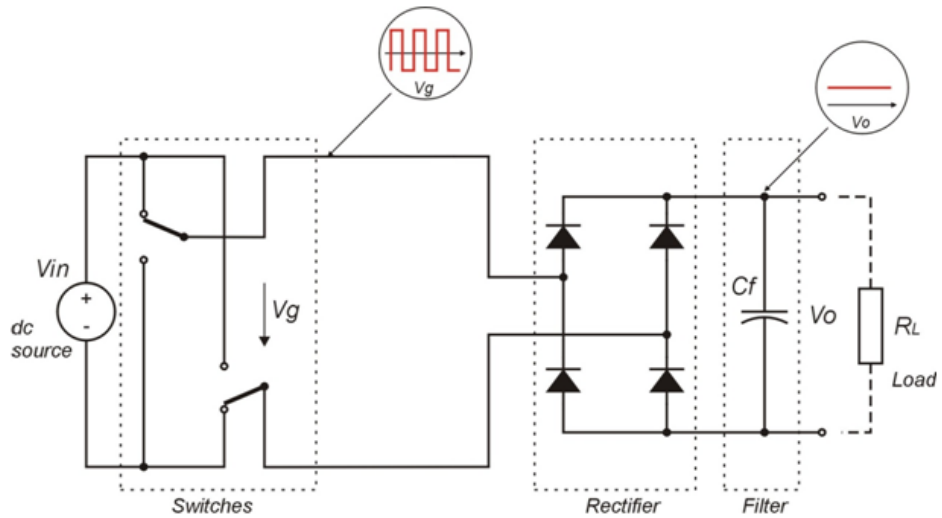 Vg
Vo
Vin
+
-
dc
source
Vg
Cf
Vo
RL
Load
Switches
Rectifier
Filter